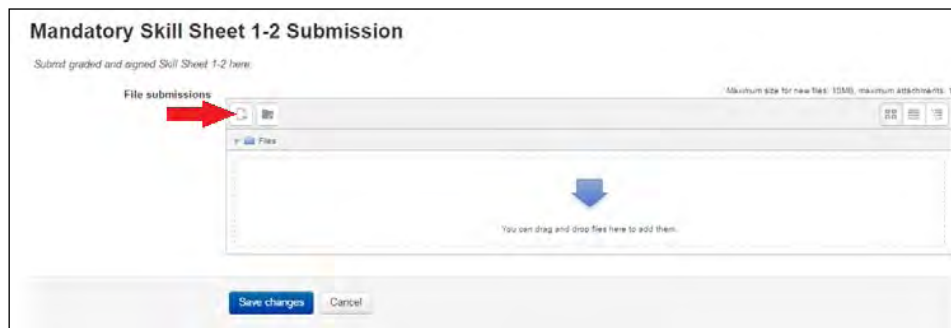 Mandatory Skill Sheet 1-2 Submission
Submit graded and signed Skill Sheet 1-2 here.
File submissions
Maximum size for new files: 10MB, maximum attachments: 1
Files
You can drag and drop files here to add them.
Save changes
Cancel